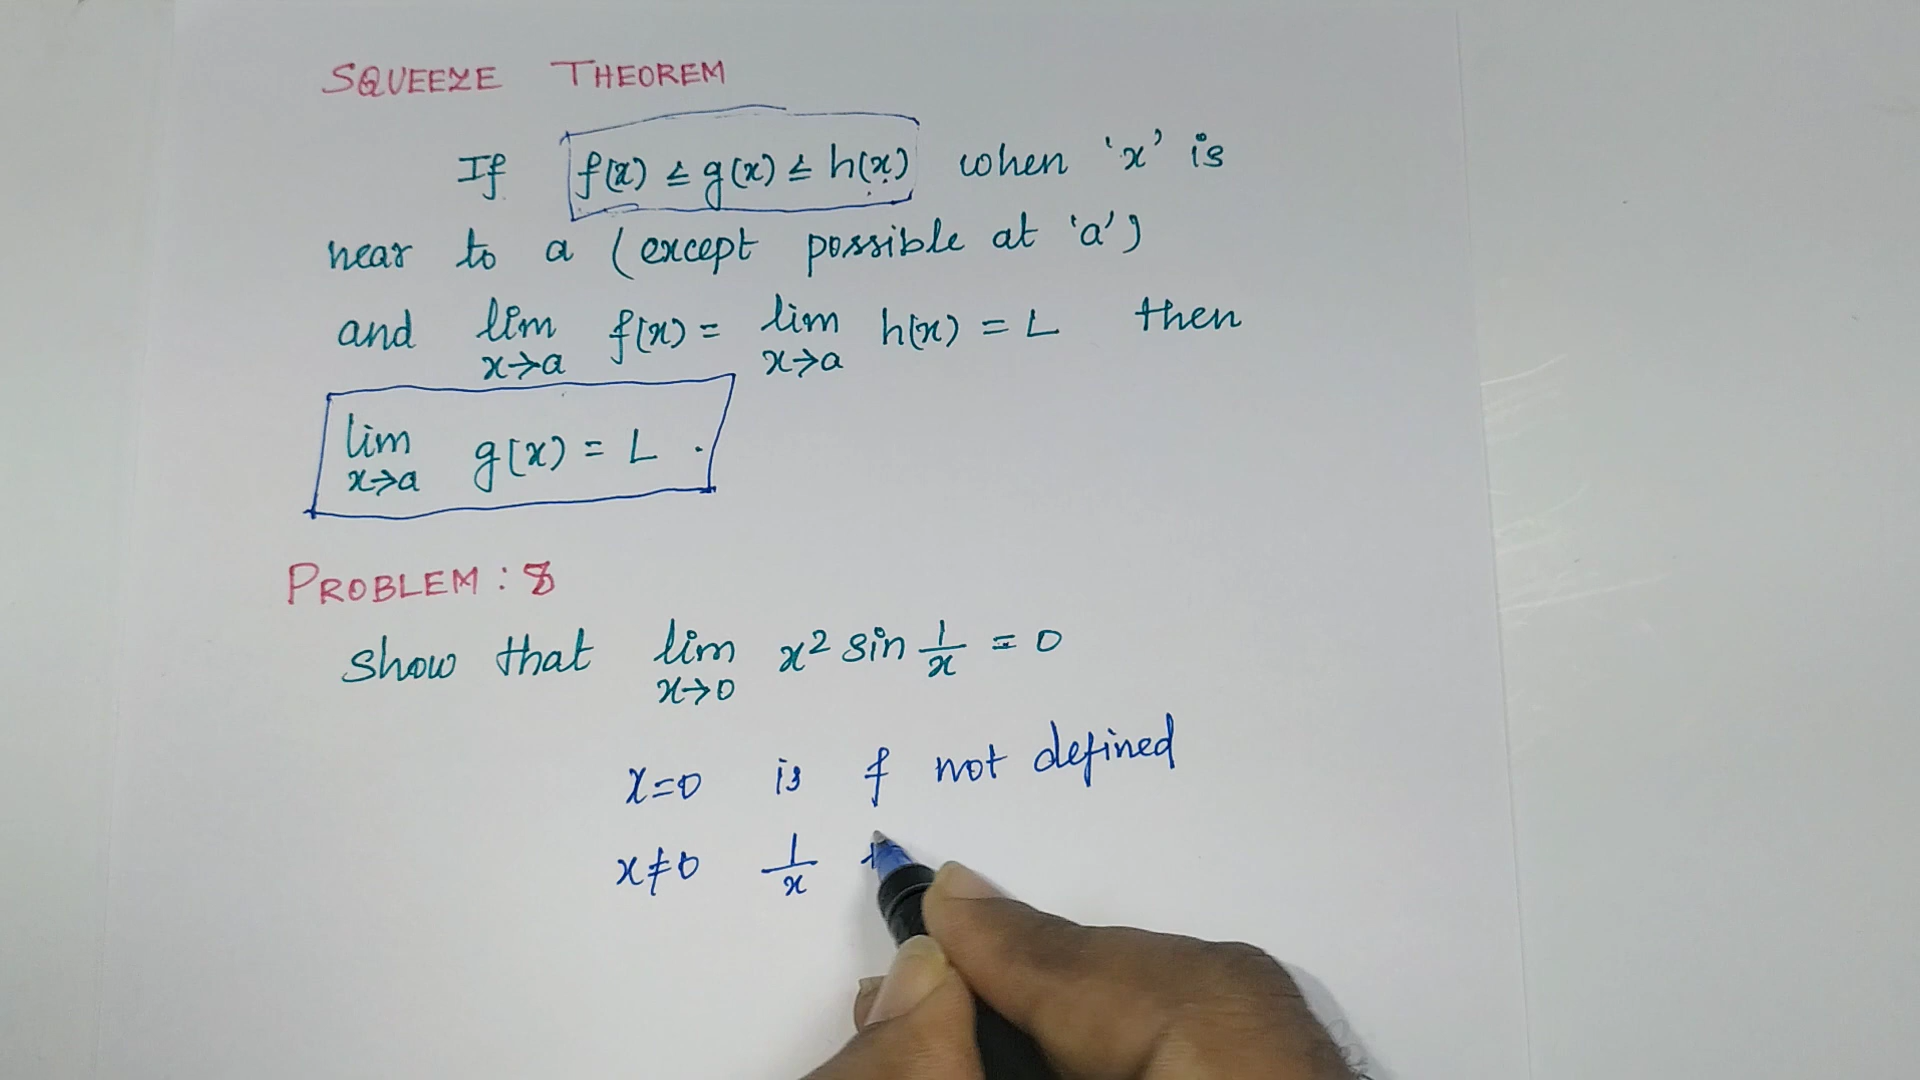 SQUEEZE THEOREM
If f(x) ≤ g(x) ≤ h(x) when 'x' is
near to a (except possible at 'a')
and lim x→a f(x) = lim x→a h(x) = L then
lim x→a g(x) = L .
PROBLEM : 8
show that lim x→0 x² sin 1/x = 0
x=0 is f not defined
x≠0 1/x